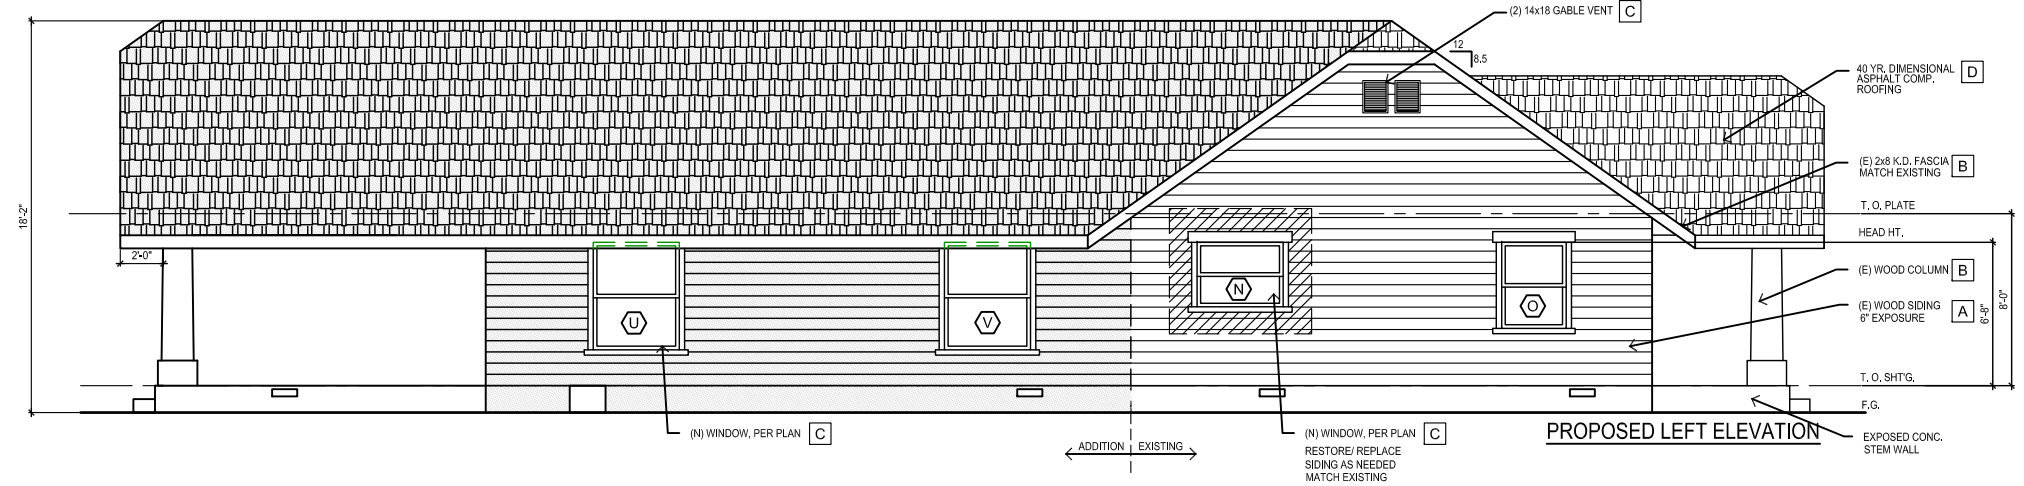 (2) 14x18 GABLE VENT C
12
8.5
40 YR. DIMENSIONAL
ASPHALT COMP.
ROOFING
D
(E) 2x8 K.D. FASCIA
MATCH EXISTING
B
T. O. PLATE
HEAD HT.
(E) WOOD COLUMN B
(E) WOOD SIDING
6" EXPOSURE
A
6'-8"
8'-0"
T. O. SHT'G.
F.G.
EXPOSED CONC.
STEM WALL
18'-2"
2'-0"
U
V
N
O
(N) WINDOW, PER PLAN C
ADDITION EXISTING
(N) WINDOW, PER PLAN C
RESTORE/ REPLACE
SIDING AS NEEDED
MATCH EXISTING
PROPOSED LEFT ELEVATION